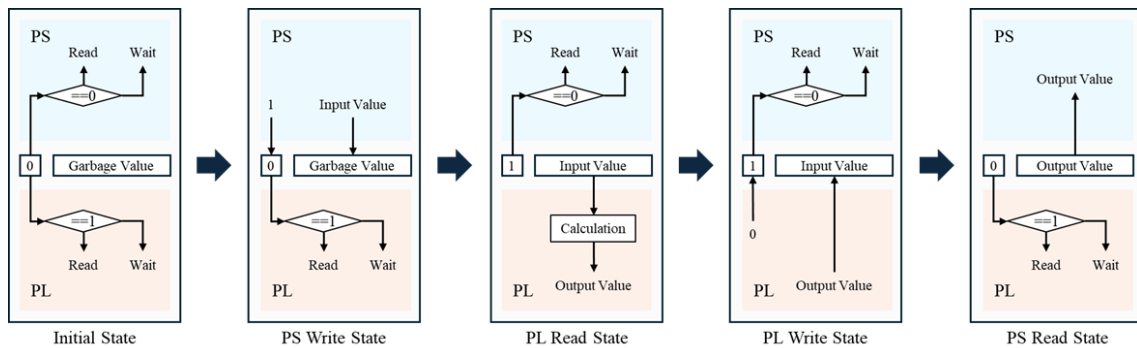 PS
Read
Wait
==0
0
Garbage Value
==1
Read
Wait
PL
Initial State
PS
1
Input Value
0
Garbage Value
==1
Read
Wait
PL
PS Write State
PS
Read
Wait
==0
1
Input Value
Calculation
PL
Output Value
PL Read State
PS
Read
Wait
==0
1
Input Value
0
PL
Output Value
PL Write State
PS
Output Value
0
Output Value
==1
Read
Wait
PL
PS Read State